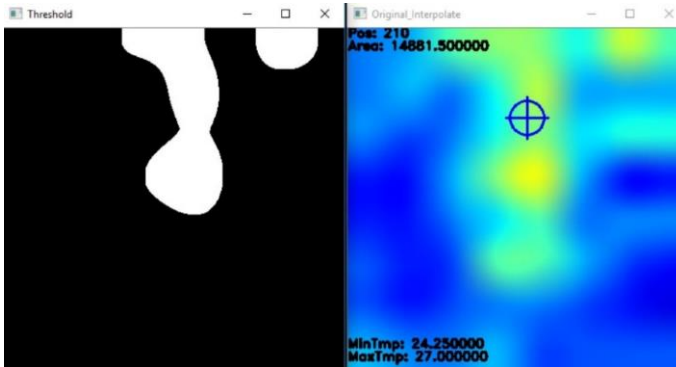 Threshold
Original_Interpolate
Pos: 210
Area: 14881.500000
MinTmp: 24.250000
MaxTmp: 27.000000